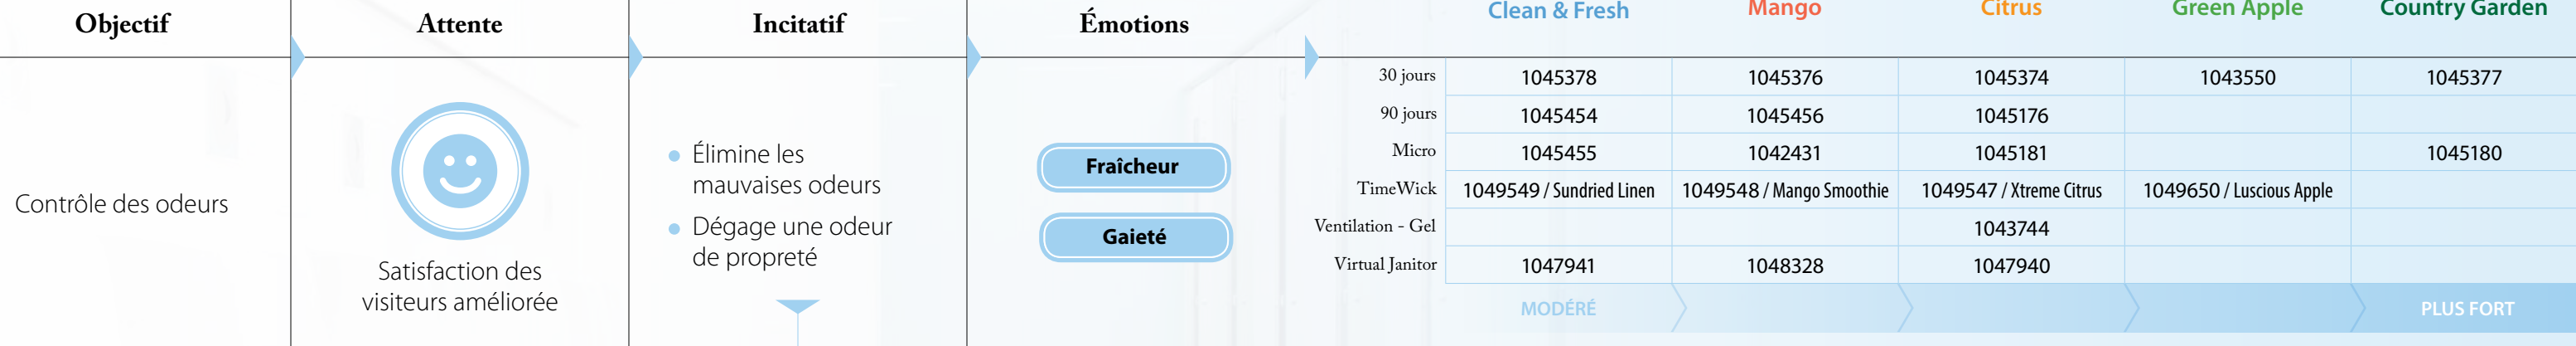 Objectif
Attente
Incitatif
Émotions
Clean & Fresh
Mango
Citrus
Green Apple
Country Garden
Contrôle des odeurs
Satisfaction des
visiteurs améliorée
• Élimine les
mauvaises odeurs
• Dégage une odeur
de propreté
Fraîcheur
Gaieté
30 jours 1045378 1045376 1045374 1043550 1045377
90 jours 1045454 1045456 1045176
Micro 1045455 1042431 1045181 1045180
TimeWick 1049549 / Sundried Linen 1049548 / Mango Smoothie 1049547 / Xtreme Citrus 1049650 / Luscious Apple
Ventilation - Gel 1043744
Virtual Janitor 1047941 1048328 1047940
MODÉRÉ PLUS FORT